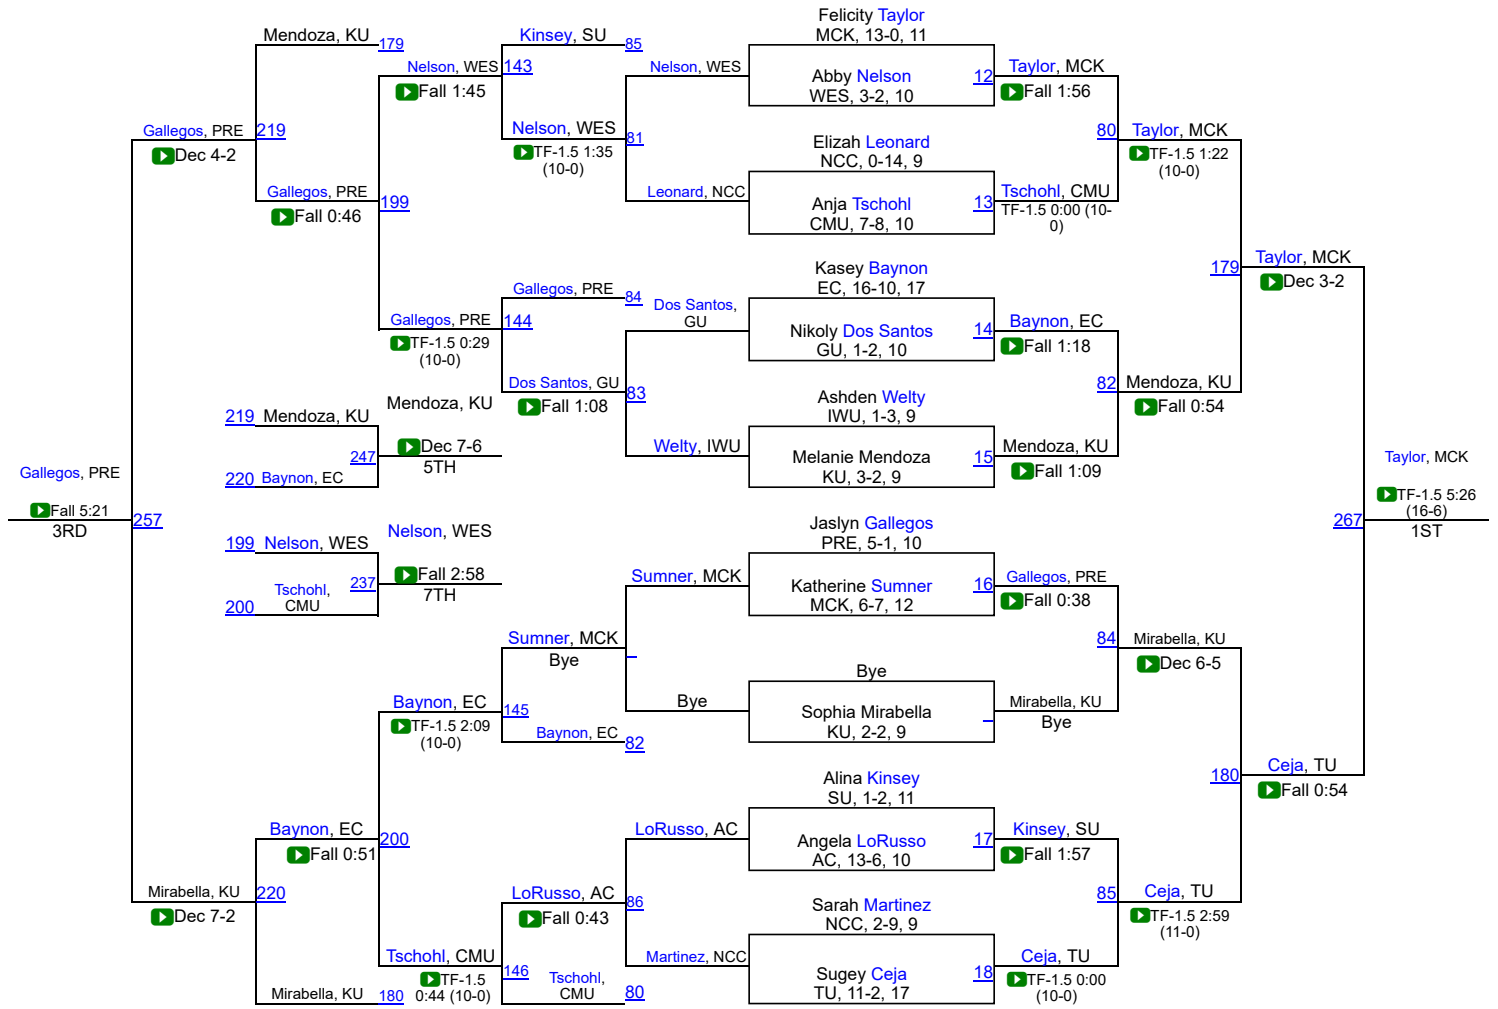 Felicity Taylor
MCK, 13-0, 11
Abby Nelson
WES, 3-2, 10
12
Elizah Leonard
NCC, 0-14, 9
Anja Tschohl
CMU, 7-8, 10
13
Kasey Baynon
EC, 16-10, 17
Nikoly Dos Santos
GU, 1-2, 10
14
Ashden Welty
IWU, 1-3, 9
Melanie Mendoza
KU, 3-2, 9
15
Jaslyn Gallegos
PRE, 5-1, 10
Katherine Sumner
MCK, 6-7, 12
16
Bye
Sophia Mirabella
KU, 2-2, 9
Alina Kinsey
SU, 1-2, 11
Angela LoRusso
AC, 13-6, 10
17
Sarah Martinez
NCC, 2-9, 9
Sugey Ceja
TU, 11-2, 17
18
Taylor, MCK
Fall 1:56
80
Tschohl, CMU
TF-1.5 0:00 (10-
0)
Baynon, EC
Fall 1:18
82
Mendoza, KU
Fall 1:09
Gallegos, PRE
Fall 0:38
84
Mirabella, KU
Bye
Kinsey, SU
Fall 1:57
85
Ceja, TU
TF-1.5 0:00
(10-0)
Taylor, MCK
TF-1.5 1:22
(10-0)
179
Mendoza, KU
Fall 0:54
Mirabella, KU
Dec 6-5
180
Ceja, TU
TF-1.5 2:59
(11-0)
Taylor, MCK
Dec 3-2
267
Ceja, TU
Fall 0:54
Taylor, MCK
TF-1.5 5:26
(16-6)
1ST
Nelson, WES
81
Leonard, NCC
Dos Santos,
GU
83
Welty, IWU
Sumner, MCK
Bye
LoRusso, AC
86
Martinez, NCC
Kinsey, SU
85
143
Nelson, WES
TF-1.5 1:35
(10-0)
Gallegos, PRE
84
144
Dos Santos, GU
Fall 1:08
Sumner, MCK
Bye
145
Baynon, EC
82
LoRusso, AC
Fall 0:43
146
Tschohl,
CMU
80
Nelson, WES
Fall 1:45
199
Gallegos, PRE
TF-1.5 0:29
(10-0)
Baynon, EC
TF-1.5 2:09
(10-0)
200
Tschohl, CMU
TF-1.5
0:44 (10-0)
Mendoza, KU
179
219
Gallegos, PRE
Fall 0:46
Baynon, EC
Fall 0:51
220
Mirabella, KU
180
Gallegos, PRE
Dec 4-2
257
Mirabella, KU
Dec 7-2
Gallegos, PRE
Fall 5:21
3RD
219
Mendoza, KU
220
Baynon, EC
247
Mendoza, KU
Dec 7-6
5TH
199
Nelson, WES
200
Tschohl,
CMU
237
Nelson, WES
Fall 2:58
7TH